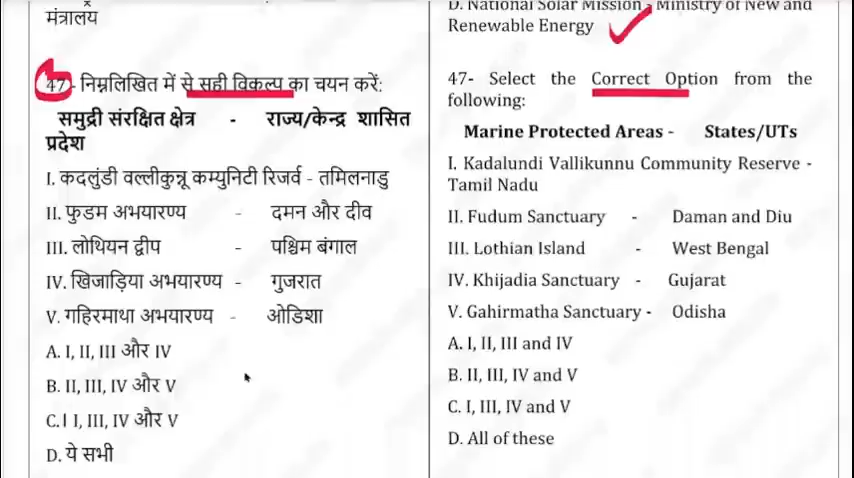 मंत्रालय
47- निम्नलिखित में से सही विकल्प का चयन करें:
समुद्री संरक्षित क्षेत्र - राज्य/केन्द्र शासित
प्रदेश
I. कदलुंडी वल्लीकुन्नू कम्युनिटी रिजर्व - तमिलनाडु
II. फुडम अभयारण्य - दमन और दीव
III. लोथियन द्वीप - पश्चिम बंगाल
IV. खिजाड़िया अभयारण्य - गुजरात
V. गहिरमाथा अभयारण्य - ओडिशा
A. I, II, III और IV
B. II, III, IV और V
C.I I, III, IV और V
D. ये सभी
D. National Solar Mission - Ministry of New and
Renewable Energy
47- Select the Correct Option from the
following:
Marine Protected Areas - States/UTs
I. Kadalundi Vallikunnu Community Reserve -
Tamil Nadu
II. Fudum Sanctuary - Daman and Diu
III. Lothian Island - West Bengal
IV. Khijadia Sanctuary - Gujarat
V. Gahirmatha Sanctuary - Odisha
A. I, II, III and IV
B. II, III, IV and V
C. I, III, IV and V
D. All of these